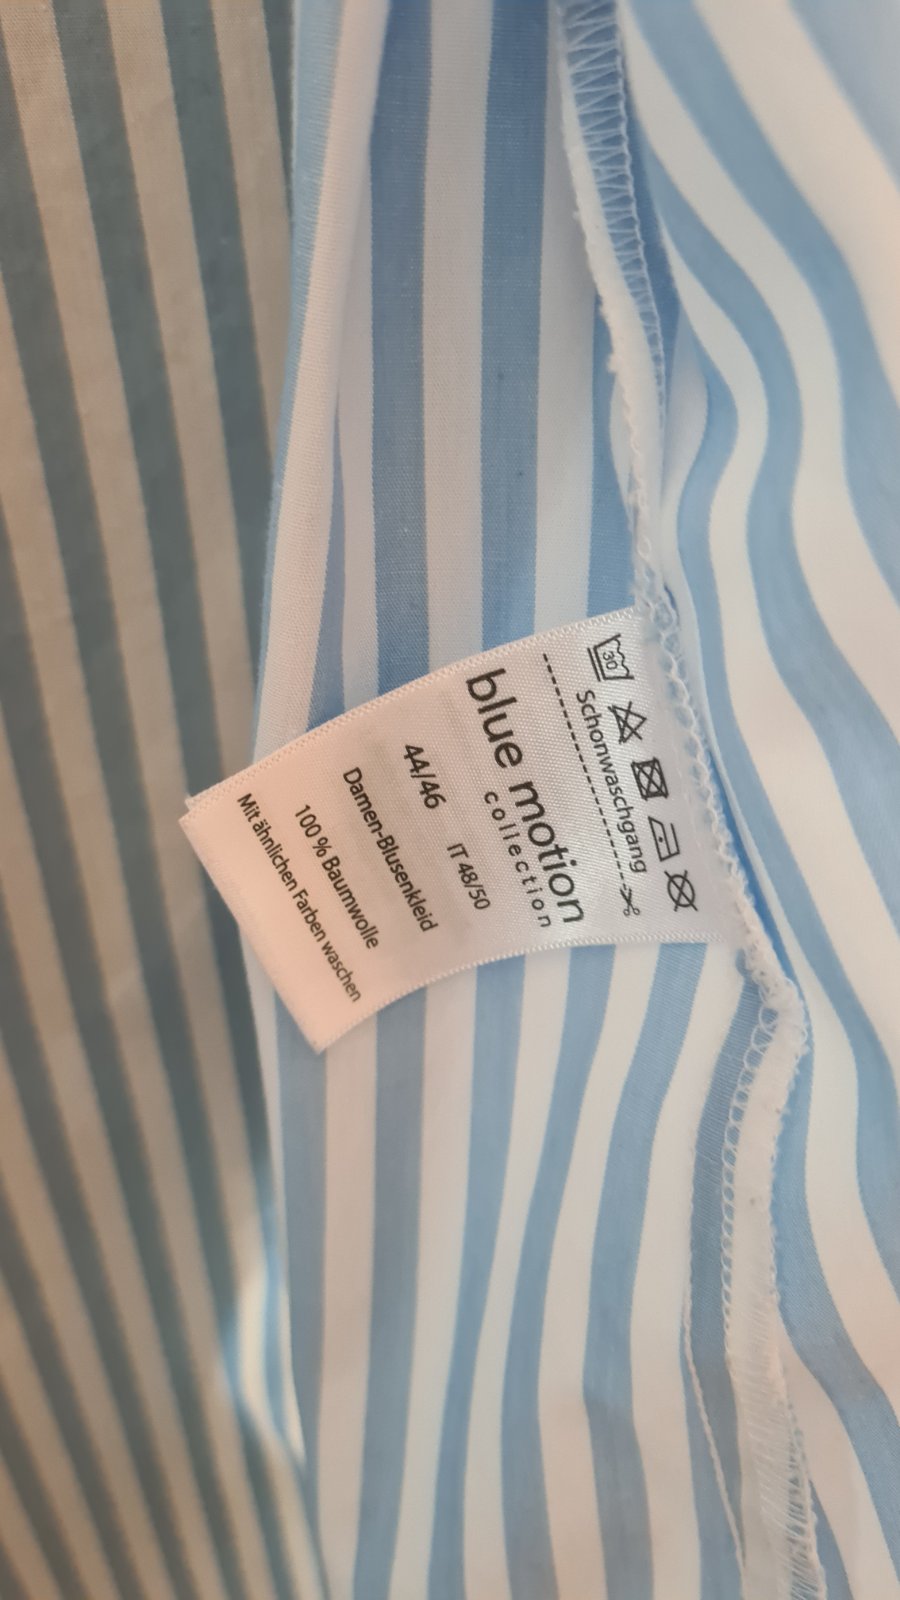 30
Schonwaschgang
blue motion
collection
44/46 IT 48/50
Damen-Blusenkleid
100 % Baumwolle
Mit ähnlichen Farben waschen